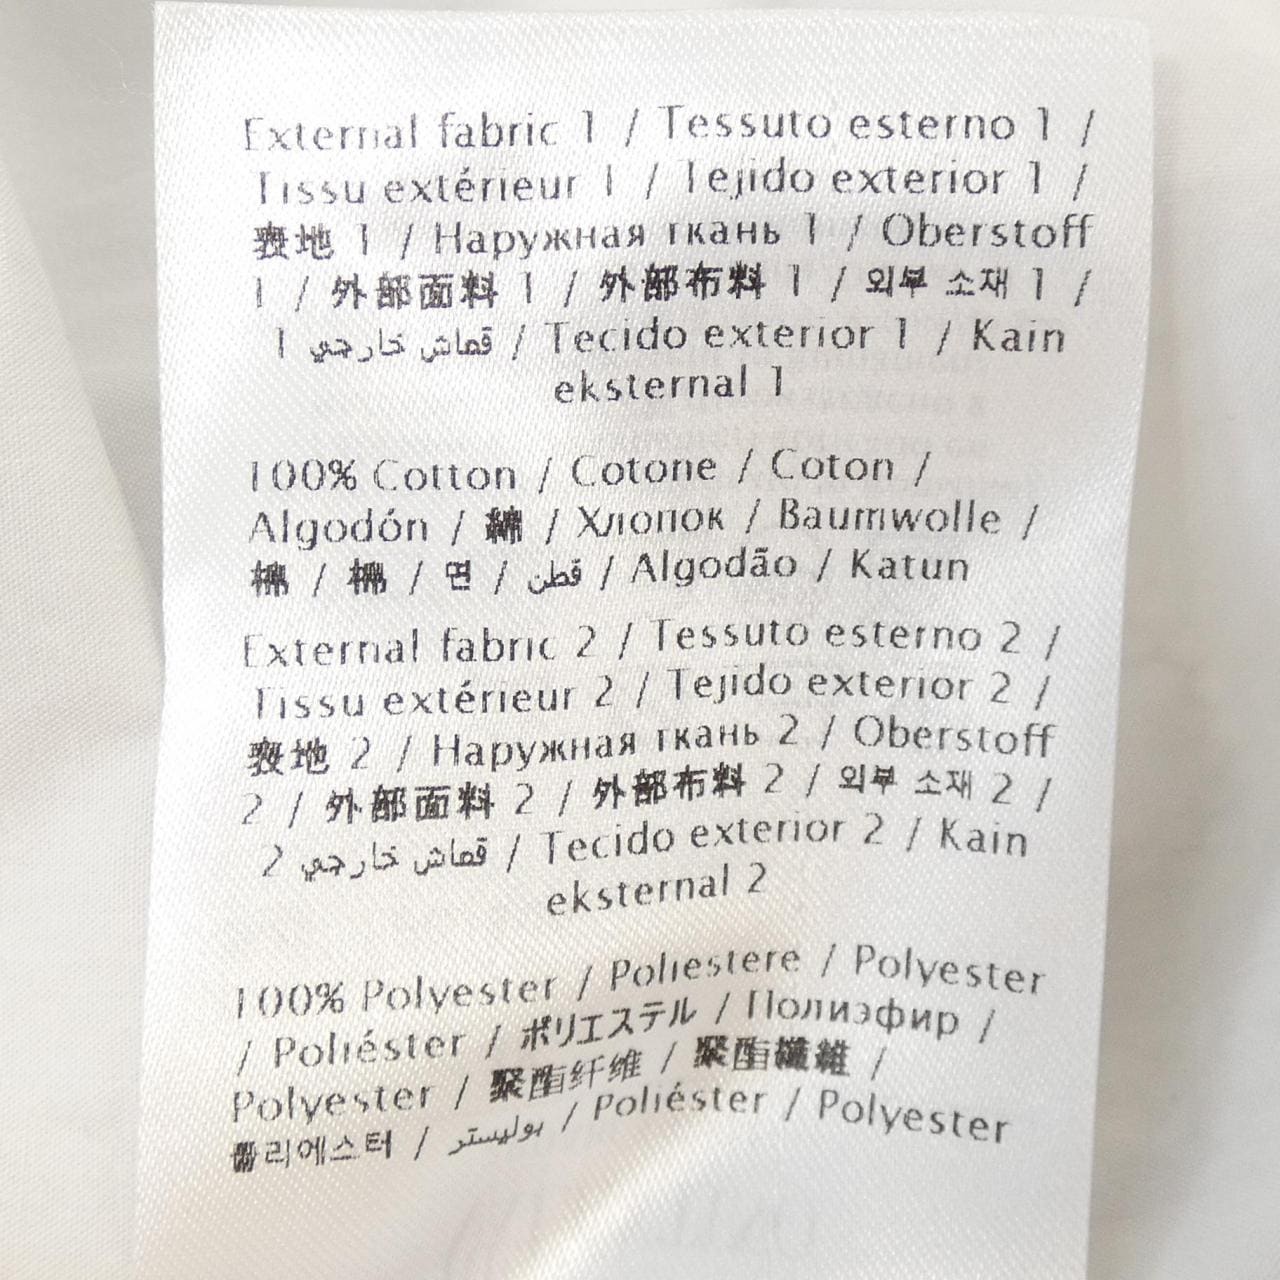 External fabric 1 / Tessuto esterno 1 /
Tissu extérieur 1 / Tejido exterior 1 /
表地 1 / Наружная ткань 1 / Oberstoff
1 / 外部面料 1 / 外部布料 1 / 외부 소재 1 /
قماش خارجي 1 / Tecido exterior 1 / Kain
eksternal 1
100% Cotton / Cotone / Coton /
Algodón / 綿 / Хлопок / Baumwolle /
棉 / 棉 / 면 / قطن / Algodão / Katun
External fabric 2 / Tessuto esterno 2 /
Tissu extérieur 2 / Tejido exterior 2 /
表地 2 / Наружная ткань 2 / Oberstoff
2 / 外部面料 2 / 外部布料 2 / 외부 소재 2 /
قماش خارجي 2 / Tecido exterior 2 / Kain
eksternal 2
100% Polyester / Poliestere / Polyester
/ Poliéster / ポリエステル / Полиэфир /
Polyester / 聚酯纤维 / 聚酯纖維 /
폴리에스터 / بوليستر / Poliéster / Polyester